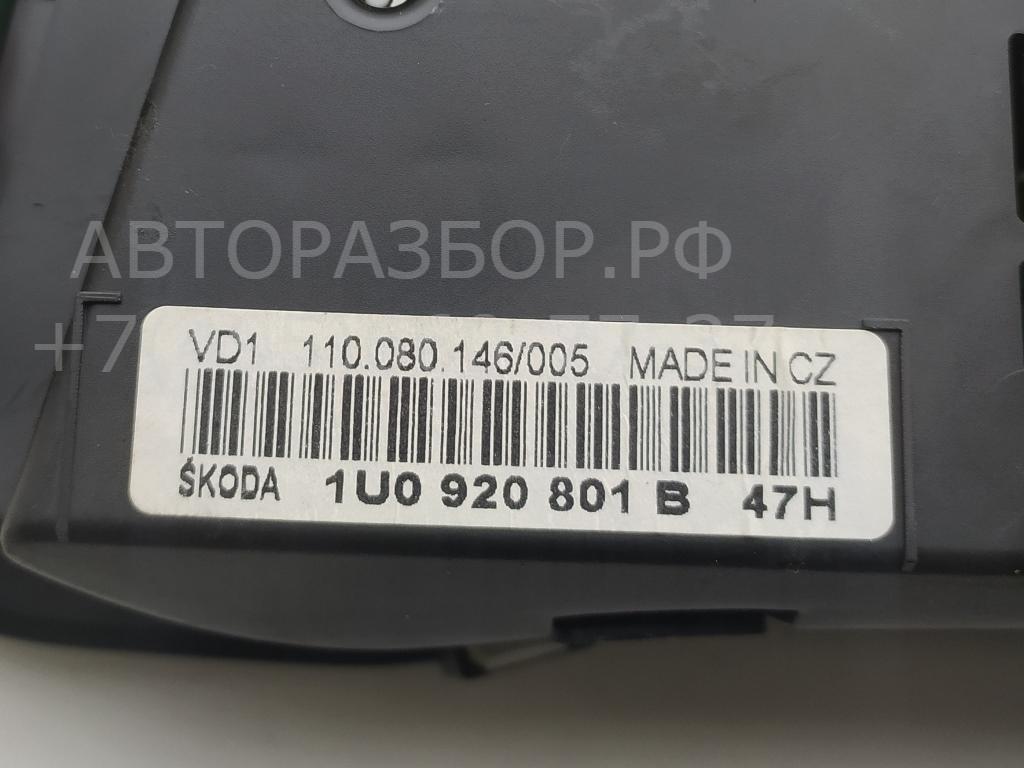 АВТОРАЗБОР.РФ
VD1 110.080.146/005 MADE IN CZ
ŠKODA 1U0 920 801 B 47H